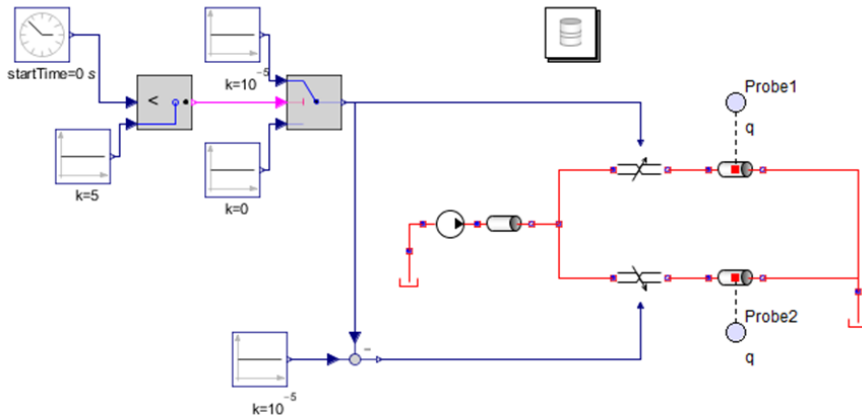 startTime=0 s
<
k=5
k=10⁻⁵
k=0
Probe1
q
Probe2
q
-
k=10⁻⁵